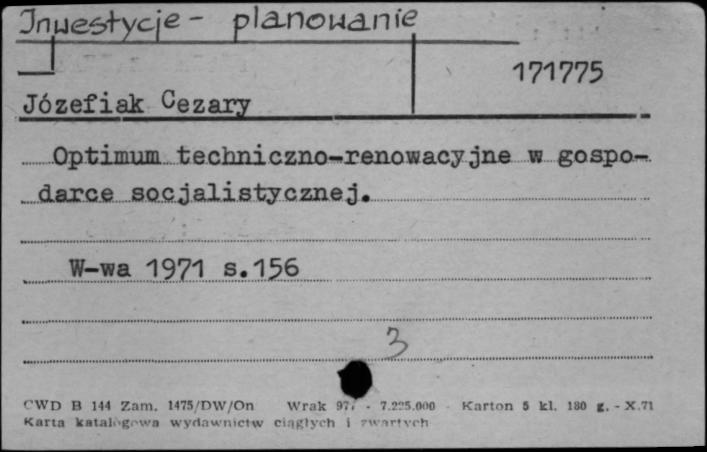 Inwestycje - planowanie
171775
Józefiak Cezary
Optimum techniczno-renowacyjne w gospo-
darce socjalistycznej.
W-wa 1971 s.156
3
CWD B 144 Zam. 1475/DW/On Wrak - 7.225.000 - Karton 5 kl. 180 g. - X.71
Karta katalogowa wydawnictw ciągłych i zwartych